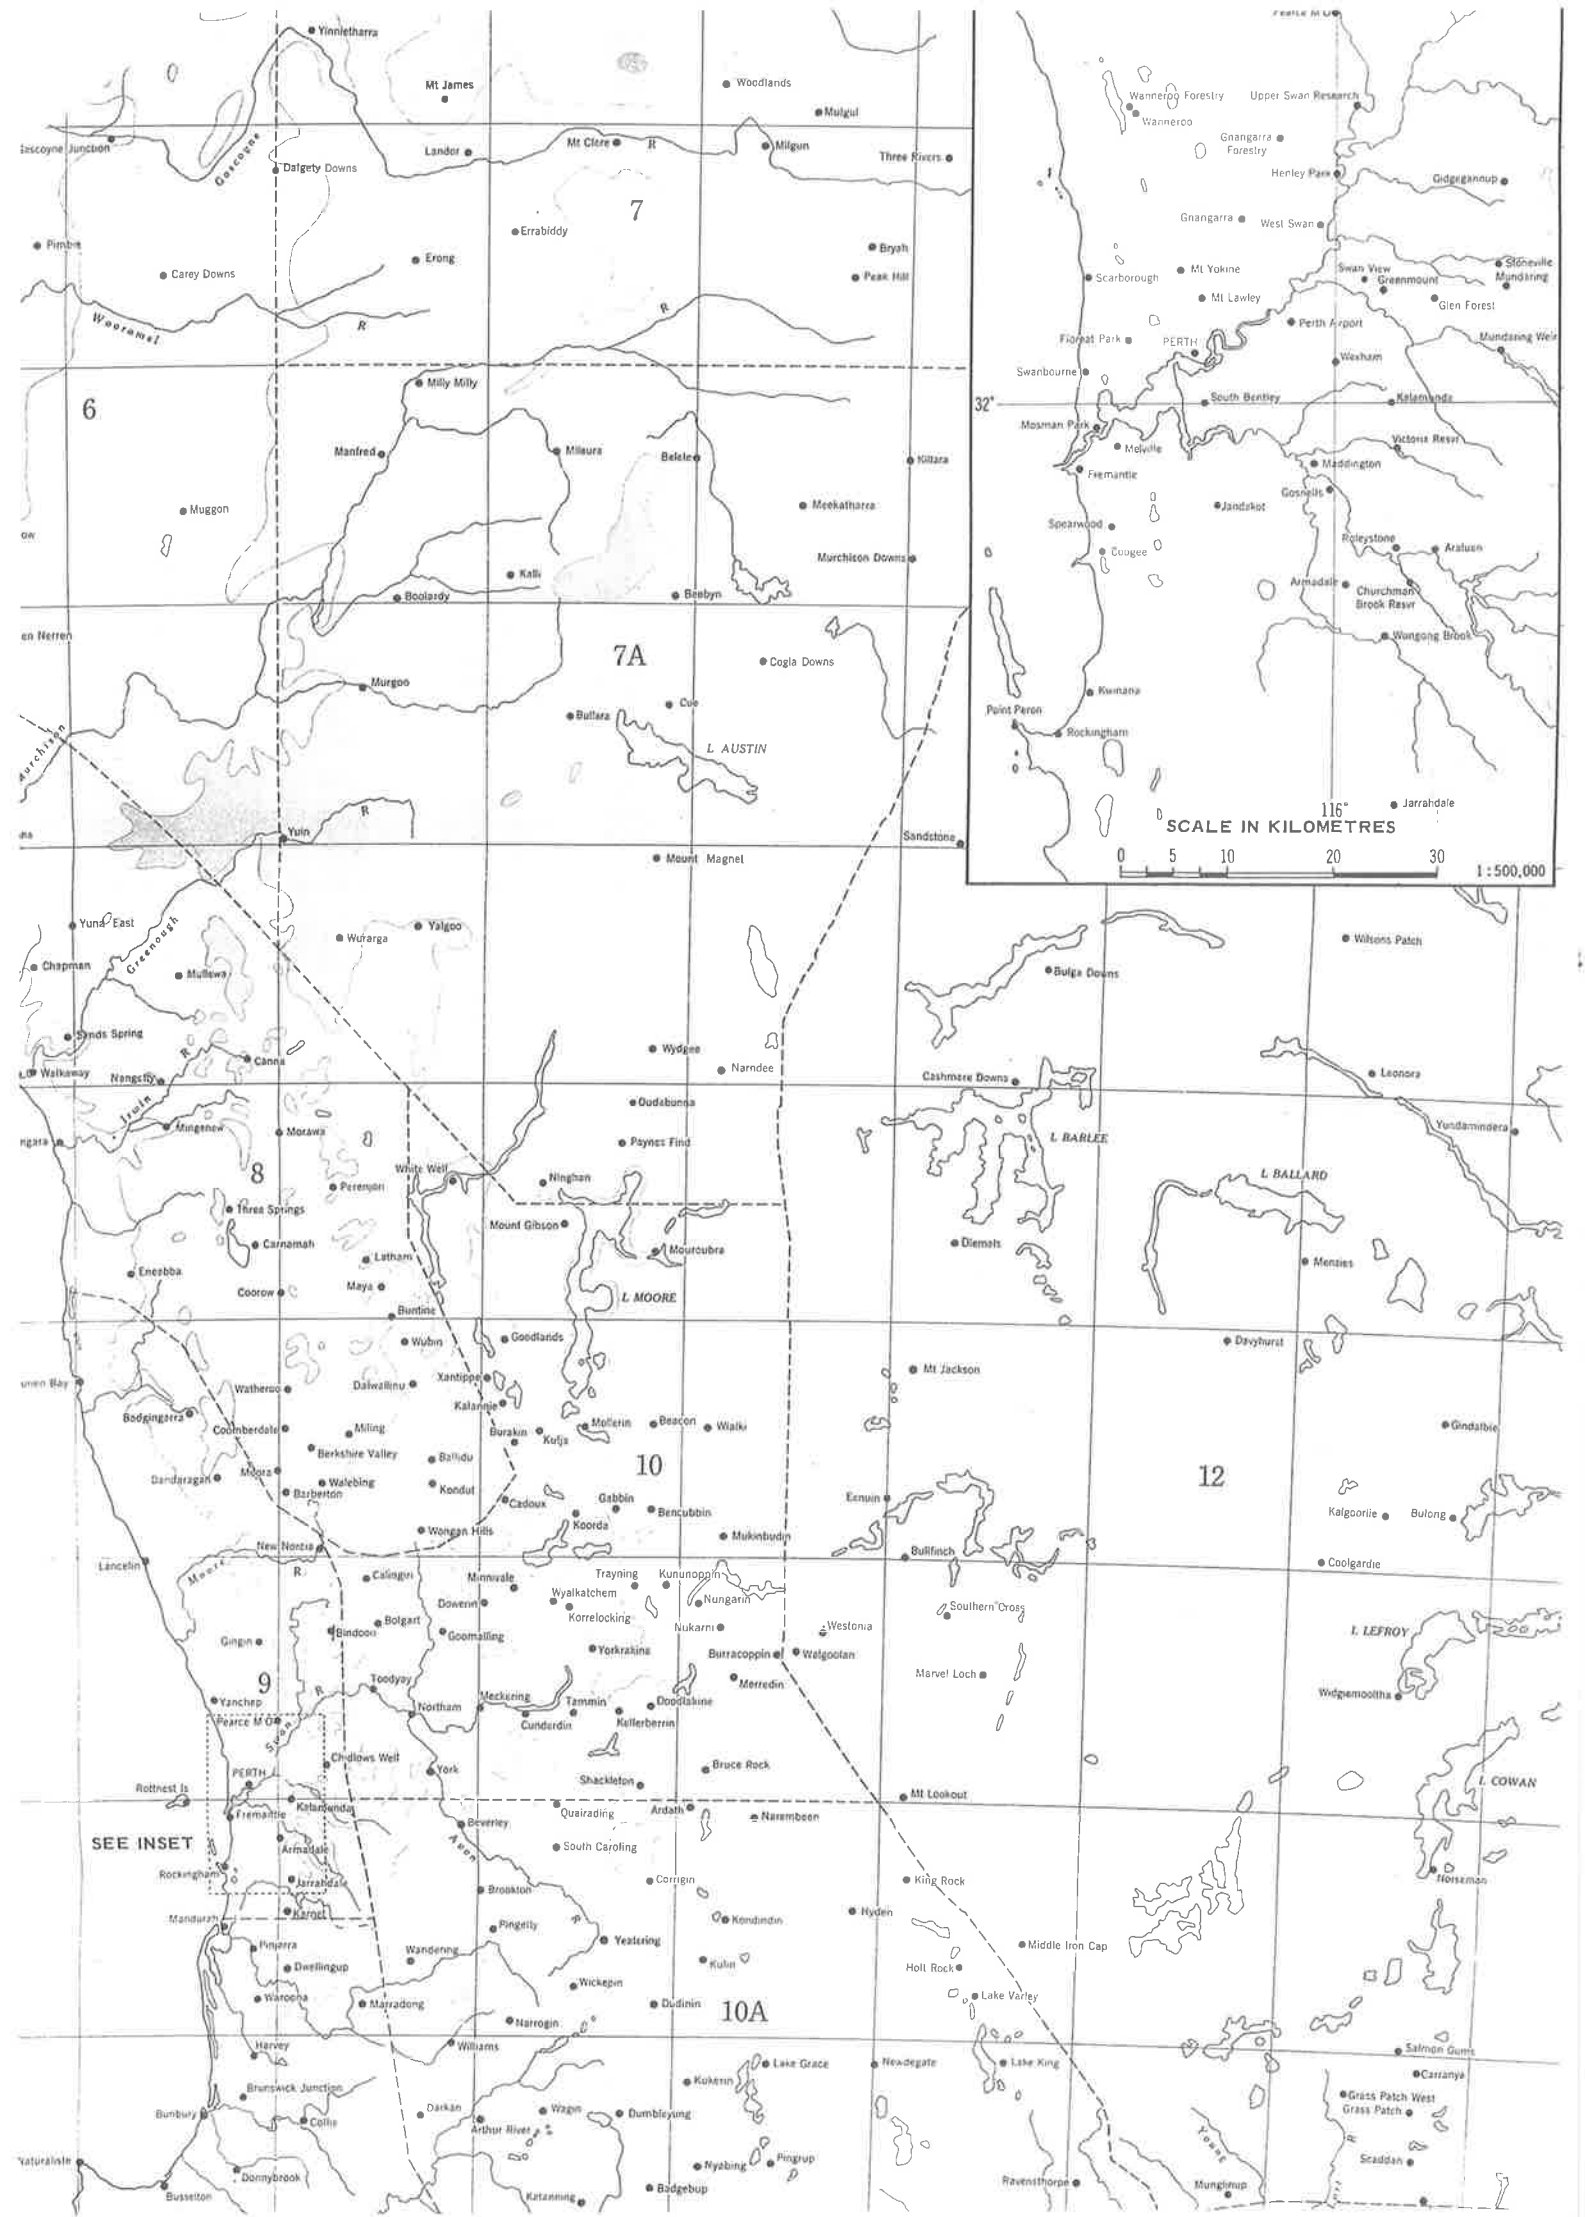 Yinnietharra
Mt James
Woodlands
Mulgul
Gascoyne
Landor
Mt Clere
R
Milgun
Three Rivers
Dalgety Downs
7
Errabiddy
Bryah
Pimbie
Erong
Carey Downs
Peak Hill
Wooramel
R
R
Milly Milly
6
Manfred
Mileura
Belele
Killara
Muggon
Meekatharra
Murchison Downs
Kalli
Boolardy
Beebyn
en Nerren
7A
Cogla Downs
Murgoo
Cue
Bullara
L AUSTIN
R
Yuin
Sandstone
Mount Magnet
Pearce M O
Wanneroo Forestry
Upper Swan Research
Wanneroo
Gnangarra
Forestry
Henley Park
Gidgegannup
Gnangarra
West Swan
Scarborough
Mt Yokine
Swan View
Stoneville
Greenmount
Mundaring
Mt Lawley
Glen Forest
Perth Airport
Floreat Park
PERTH
Mundaring Weir
Wexham
Swanbourne
32°
South Bentley
Kalamunda
Mosman Park
Melville
Victoria Resvr
Maddington
Fremantle
Gosnells
Jandakot
Spearwood
Roleystone
Araluen
Coogee
Armadale
Churchman
Brook Resvr
Wungong Brook
Kwinana
Point Peron
Rockingham
116°
Jarrahdale
SCALE IN KILOMETRES
0 5 10 20 30
1:500,000
Yuna East
Greenough
Wurarga
Yalgoo
Wilsons Patch
Chapman
Mullewa
Bulga Downs
Sands Spring
R
Canna
Wydgee
Narndee
Walkaway
Nangetty
Cashmere Downs
Leonora
Irwin
Oudabunna
Mingenew
Morawa
Paynes Find
L BARLEE
Yundamindera
8
White Well
Ninghan
L BALLARD
Perenjori
Three Springs
Mount Gibson
Carnamah
Latham
Mouroubra
Diemals
Menzies
Eneabba
Coorow
Maya
L MOORE
Buntine
Wubin
Goodlands
Davyhurst
Mt Jackson
Watheroo
Dalwallinu
Xantippe
Kalannie
Badgingarra
Coomberdale
Miling
Burakin
Kulja
Mollerin
Beacon
Wialki
Gindalbie
Berkshire Valley
Ballidu
10
12
Dandaragan
Moora
Walebing
Barberton
Kondut
Cadoux
Gabbin
Bencubbin
Ennuin
Kalgoorlie
Bulong
Wongan Hills
Koorda
Mukinbudin
New Norcia
Bullfinch
Lancelin
Coolgardie
Moore
R
Calingiri
Minnivale
Trayning
Kununoppin
Wyalkatchem
Nungarin
Dowerin
Korrelocking
Southern Cross
Bolgart
Nukarni
Westonia
L LEFROY
Gingin
Bindoon
Goomalling
Yorkrakine
Burracoppin
Walgoolan
9
Marvel Loch
Toodyay
Merredin
Widgiemooltha
Yanchep
R
Northam
Meckering
Tammin
Doodlakine
Pearce M O
Swan
Cunderdin
Kellerberrin
Chidlows Well
York
Bruce Rock
PERTH
Shackleton
L COWAN
Rottnest Is
Kalamunda
Mt Lookout
Fremantle
Quairading
Ardath
Narembeen
SEE INSET
Beverley
Avon
Armadale
South Caroling
Rockingham
Jarrahdale
Corrigin
King Rock
Norseman
Brookton
Karnet
Mandurah
R
Kondindin
Hyden
Pingelly
Pinjarra
Wandering
Yealering
Middle Iron Cap
Dwellingup
Kulin
Holt Rock
Waroona
Marradong
Wickepin
Dudinin
Lake Varley
10A
Narrogin
Harvey
Williams
Salmon Gums
Lake Grace
Newdegate
Lake King
Brunswick Junction
Kukerin
Carranya
Grass Patch West
Grass Patch
Bunbury
Collie
Darkan
Arthur River
Wagin
Dumbleyung
Young
R
Naturaliste
Donnybrook
Nyabing
Pingrup
Scaddan
Busselton
Katanning
Badgebup
Ravensthorpe
Munglinup